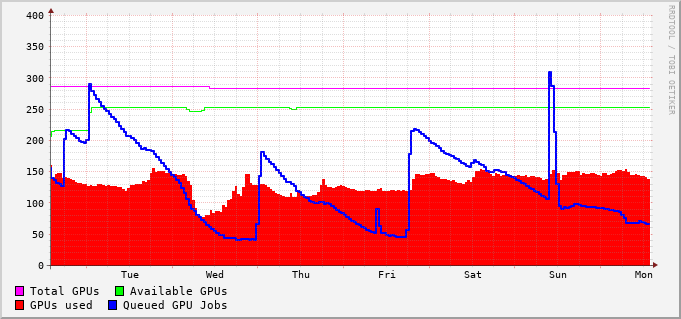 RRDTOOL / TOBI OETIKER
400
350
300
250
200
150
100
50
0
Tue Wed Thu Fri Sat Sun Mon
Total GPUs Available GPUs
GPUs used Queued GPU Jobs